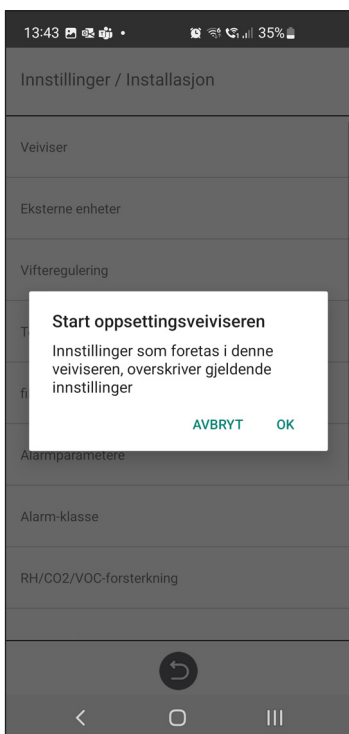 13:43 35%
Innstillinger / Installasjon
Veiviser
Eksterne enheter
Vifteregulering
Start oppsettingsveiviseren
Innstillinger som foretas i denne
veiviseren, overskriver gjeldende
innstillinger
AVBRYT OK
Alarmparametere
Alarm-klasse
RH/CO2/VOC-forsterkning